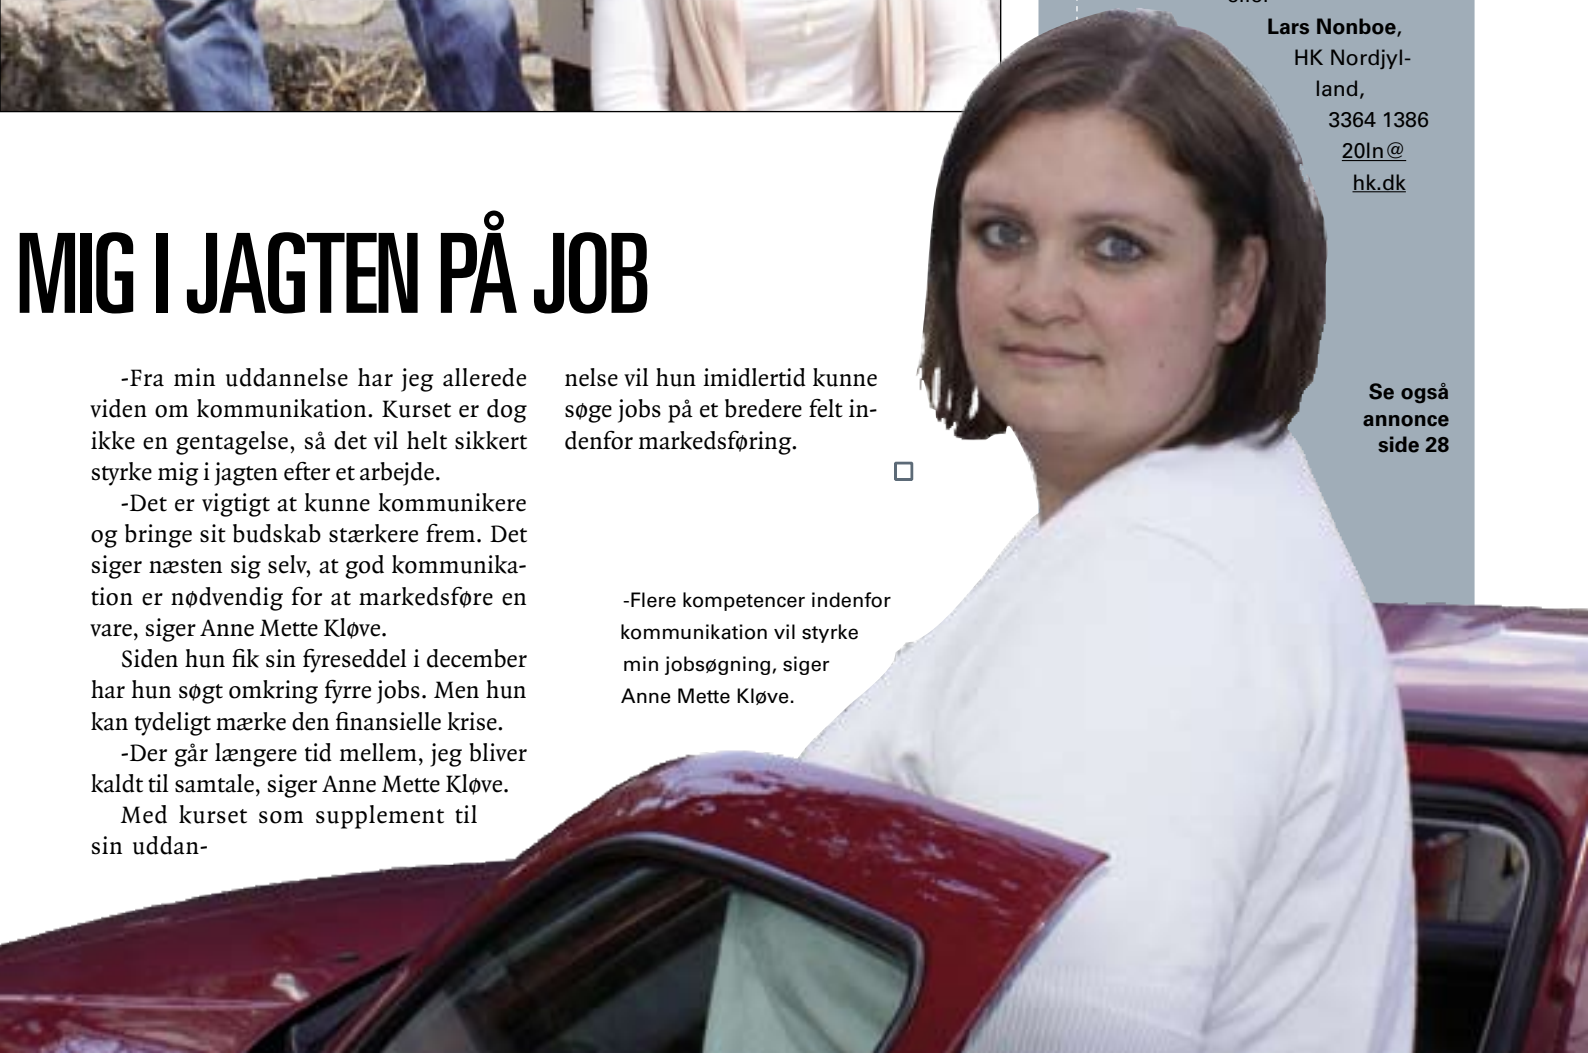 MIG I JAGTEN PÅ JOB
-Fra min uddannelse har jeg allerede
viden om kommunikation. Kurset er dog
ikke en gentagelse, så det vil helt sikkert
styrke mig i jagten efter et arbejde.
-Det er vigtigt at kunne kommunikere
og bringe sit budskab stærkere frem. Det
siger næsten sig selv, at god kommunika-
tion er nødvendig for at markedsføre en
vare, siger Anne Mette Kløve.
Siden hun fik sin fyreseddel i december
har hun søgt omkring fyrre jobs. Men hun
kan tydeligt mærke den finansielle krise.
-Der går længere tid mellem, jeg bliver
kaldt til samtale, siger Anne Mette Kløve.
Med kurset som supplement til
sin uddan-
nelse vil hun imidlertid kunne
søge jobs på et bredere felt in-
denfor markedsføring.
-Flere kompetencer indenfor
kommunikation vil styrke
min jobsøgning, siger
Anne Mette Kløve.
Lars Nonboe,
HK Nordjyl-
land,
3364 1386
20ln@
hk.dk
Se også
annonce
side 28